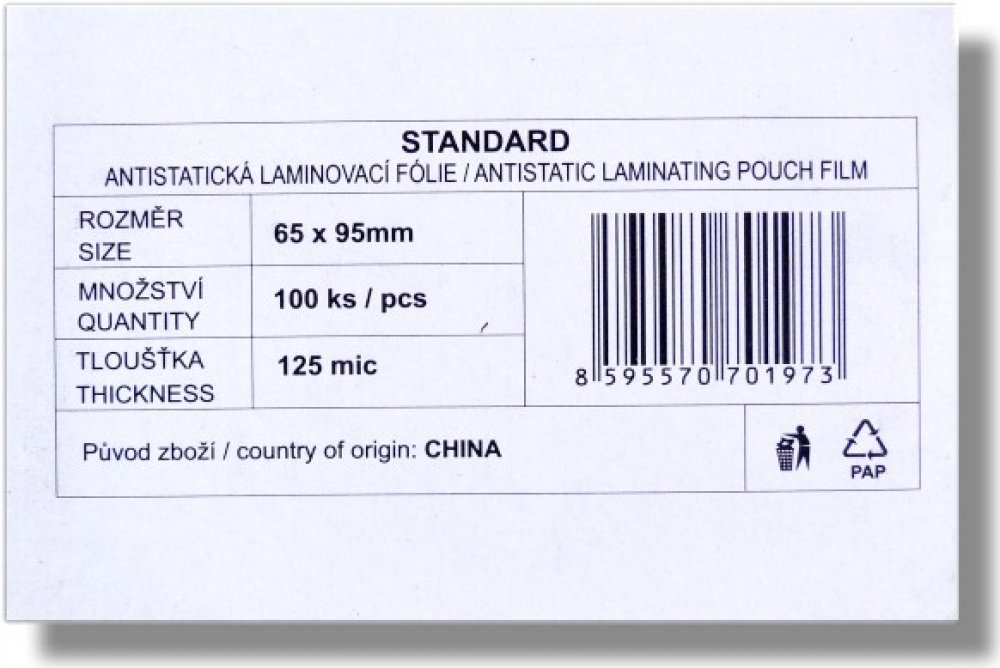 STANDARD
ANTISTATICKÁ LAMINOVACÍ FÓLIE / ANTISTATIC LAMINATING POUCH FILM
ROZMĚR
SIZE
65 x 95mm
MNOŽSTVÍ
QUANTITY
100 ks / pcs
TLOUŠŤKA
THICKNESS
125 mic
8 595570 701973
Původ zboží / country of origin: CHINA
PAP